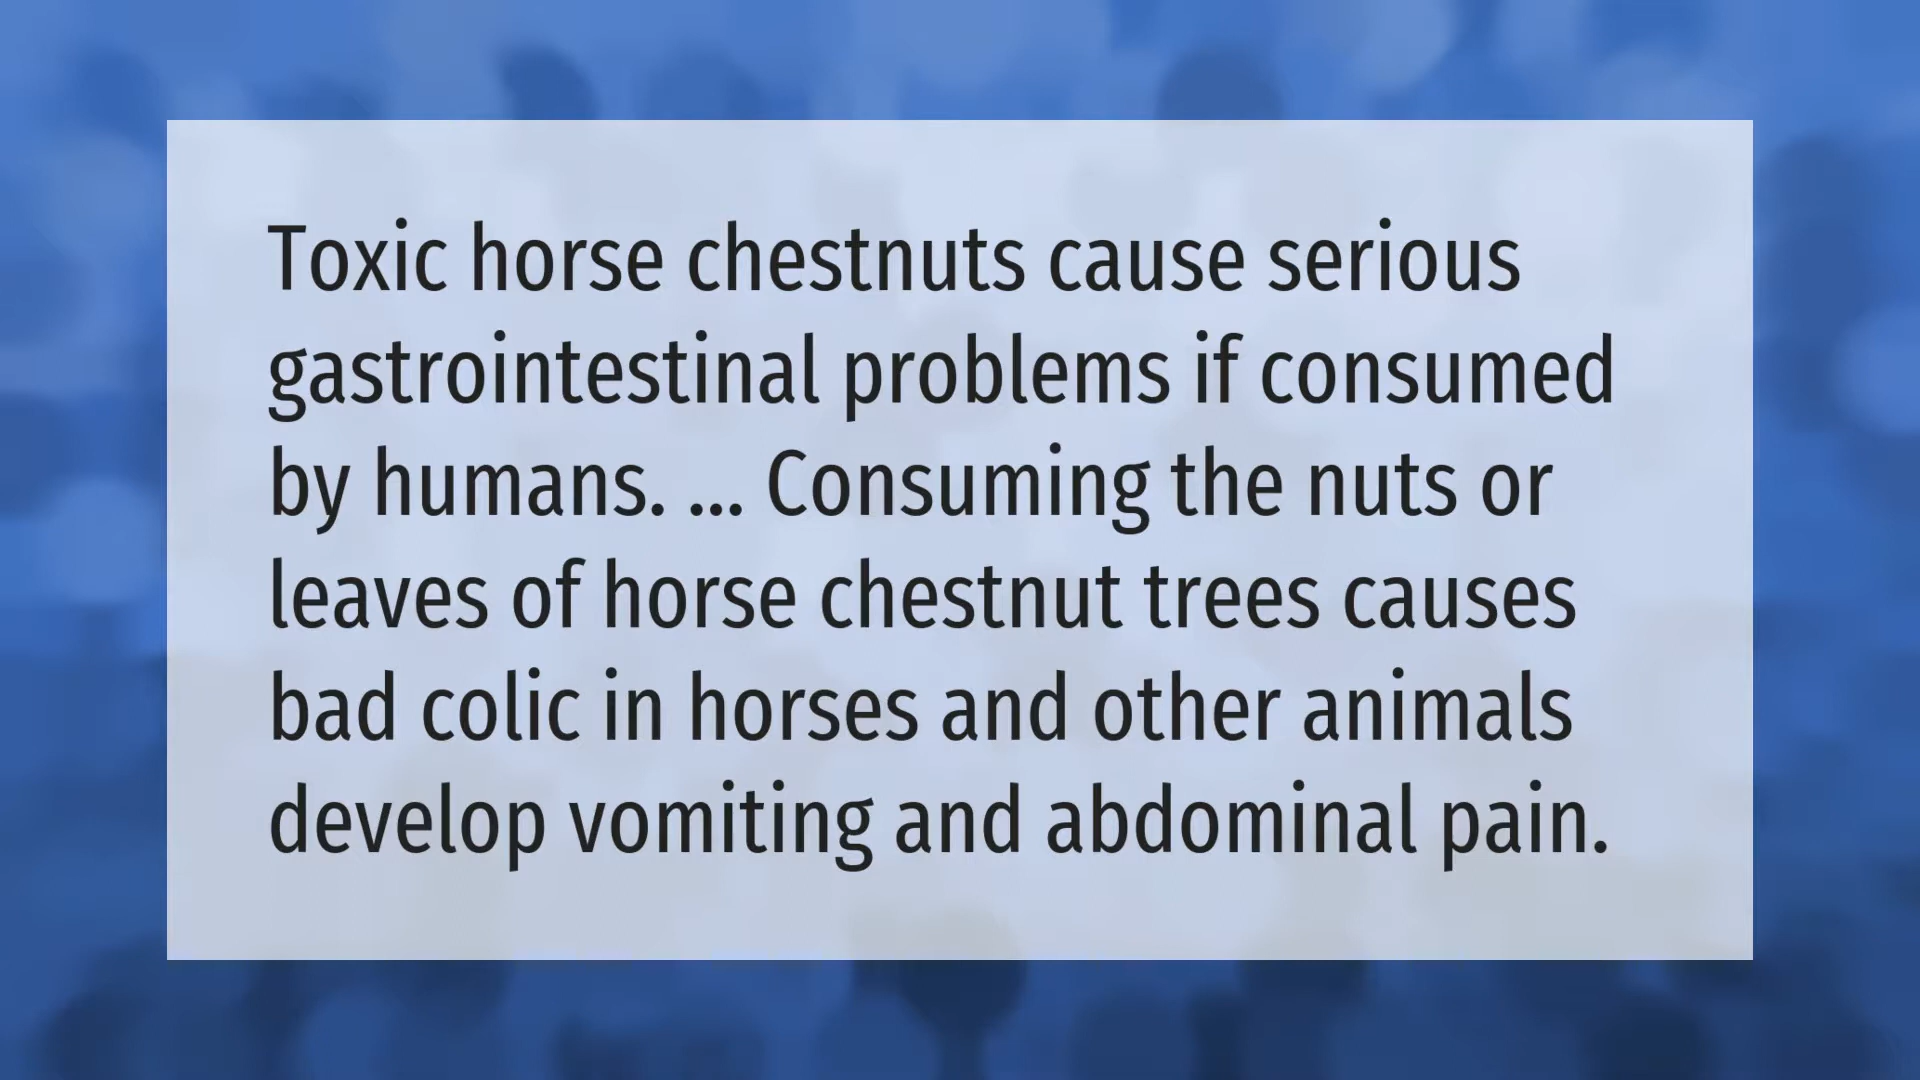 Toxic horse chestnuts cause serious
gastrointestinal problems if consumed
by humans. ... Consuming the nuts or
leaves of horse chestnut trees causes
bad colic in horses and other animals
develop vomiting and abdominal pain.